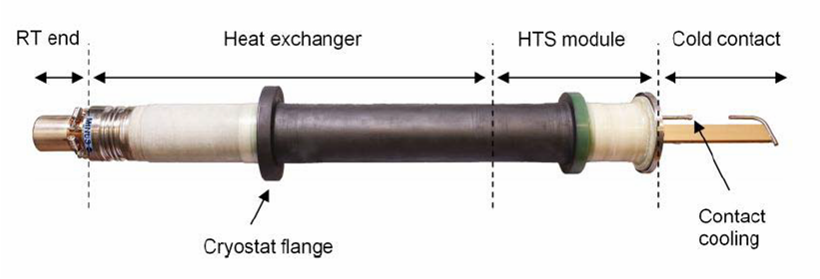 RT end
Heat exchanger
HTS module
Cold contact
Cryostat flange
Contact
cooling